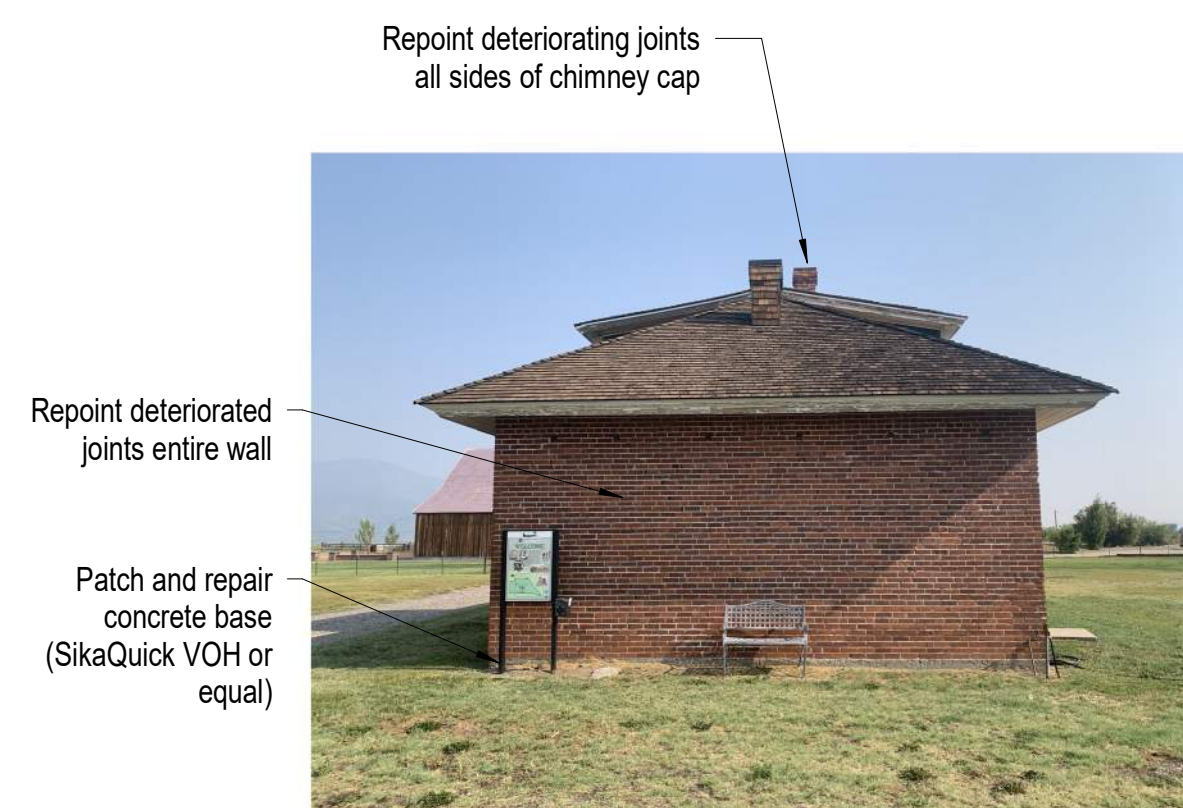 Repoint deteriorating joints
all sides of chimney cap
Repoint deteriorated
joints entire wall
WELCOME
Patch and repair
concrete base
(SikaQuick VOH or
equal)